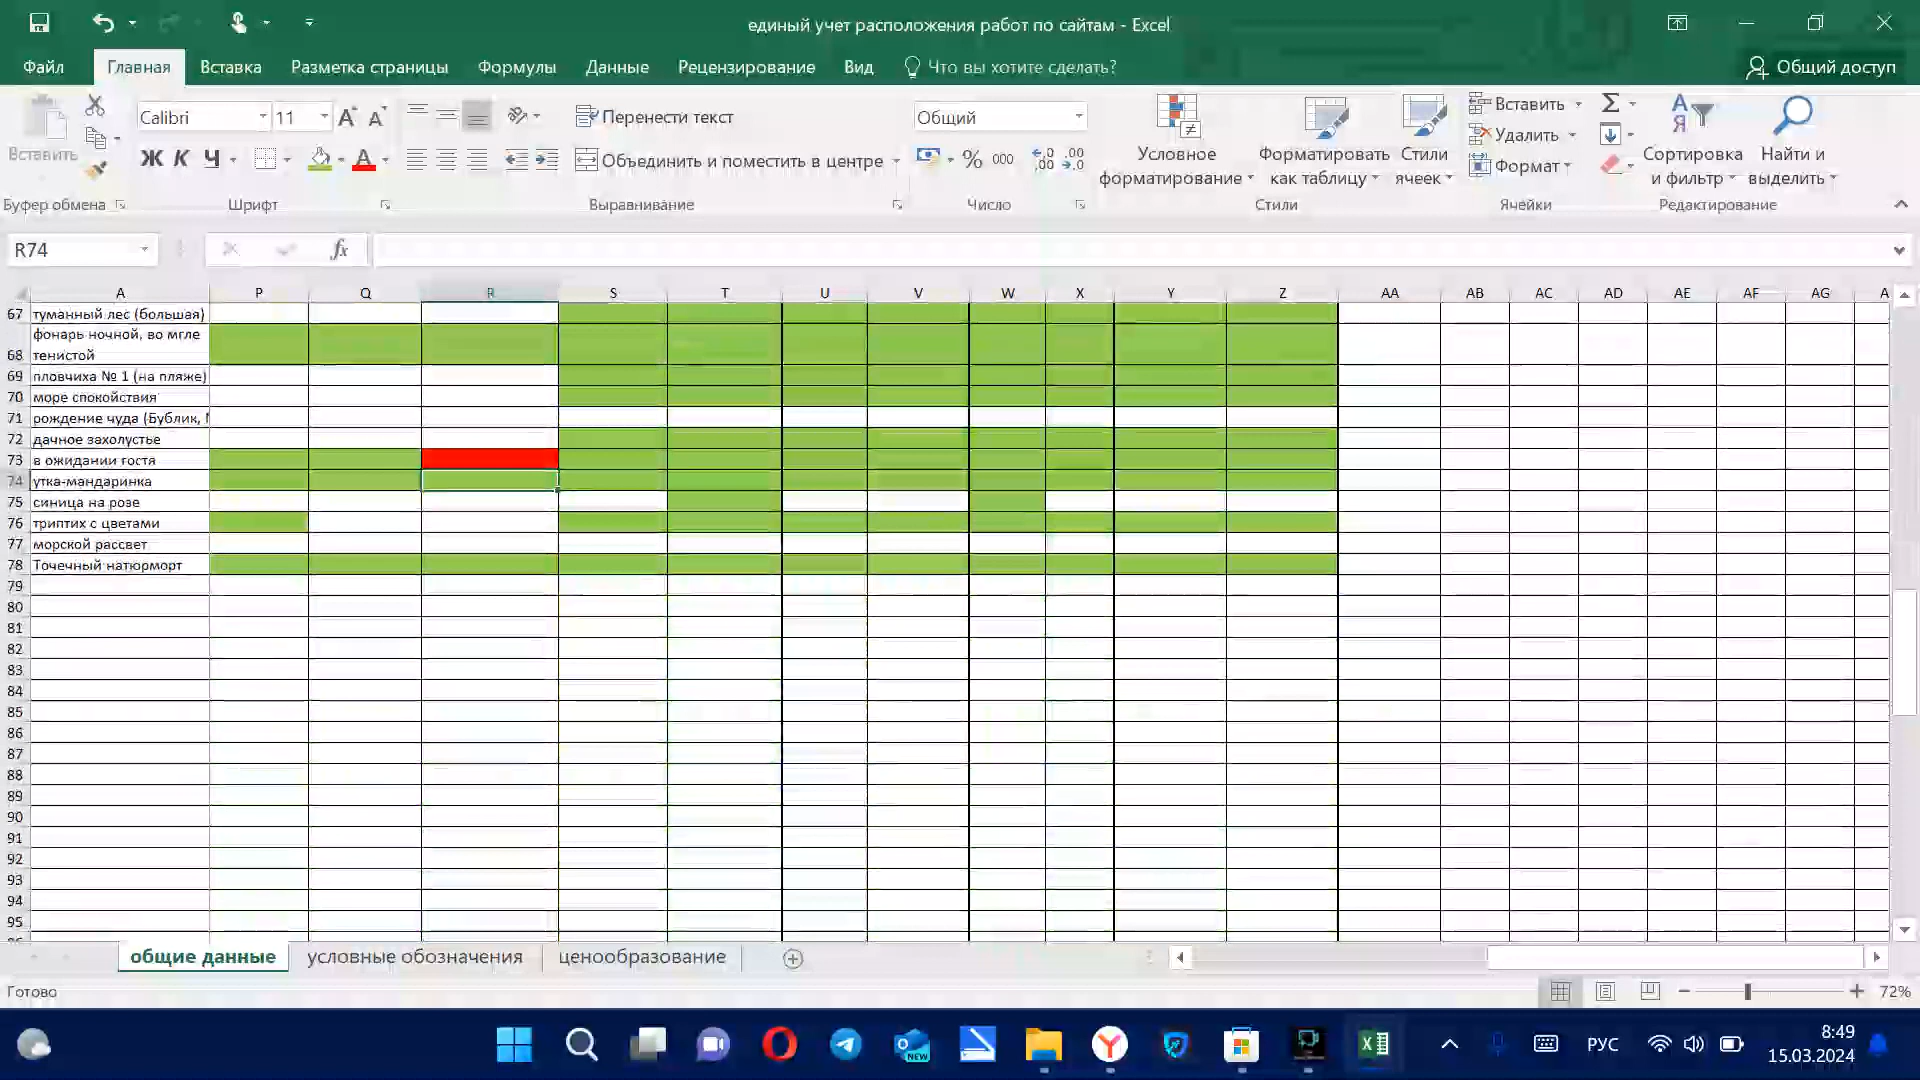 единый учет расположения работ по сайтам - Excel
Файл Главная Вставка Разметка страницы Формулы Данные Рецензирование Вид Что вы хотите сделать? Общий доступ
Вставить
Calibri 11
Ж К Ч
Перенести текст
Объединить и поместить в центре
Общий
% 000
Условное форматирование
Форматировать как таблицу
Стили ячеек
Вставить
Удалить
Формат
Сортировка и фильтр
Найти и выделить
Буфер обмена Шрифт Выравнивание Число Стили Ячейки Редактирование
R74 fx
A P Q R S T U V W X Y Z AA AB AC AD AE AF AG A
67 туманный лес (большая)
68 фонарь ночной, во мгле
тенистой
69 пловчиха № 1 (на пляже)
70 море спокойствия
71 рождение чуда (Бублик,
72 дачное захолустье
73 в ожидании гостя
74 утка-мандаринка
75 синица на розе
76 триптих с цветами
77 морской рассвет
78 Точечный натюрморт
79
80
81
82
83
84
85
86
87
88
89
90
91
92
93
94
95
общие данные условные обозначения ценообразование
Готово 72%
NEW РУС 8:49
15.03.2024